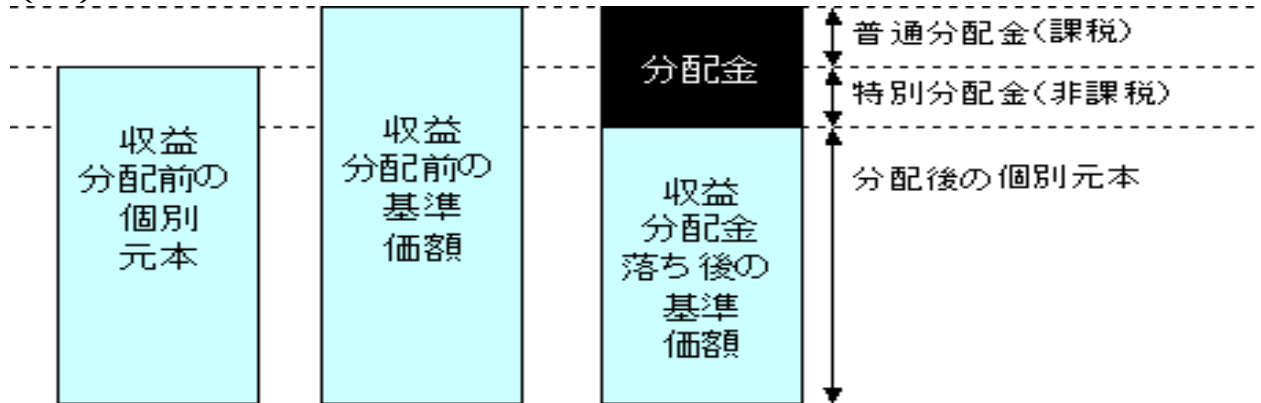 収益
分配前の
個別
元本
収益
分配前の
基準
価額
分配金
収益
分配金
落ち後の
基準
価額
普通分配金(課税)
特別分配金(非課税)
分配後の個別元本